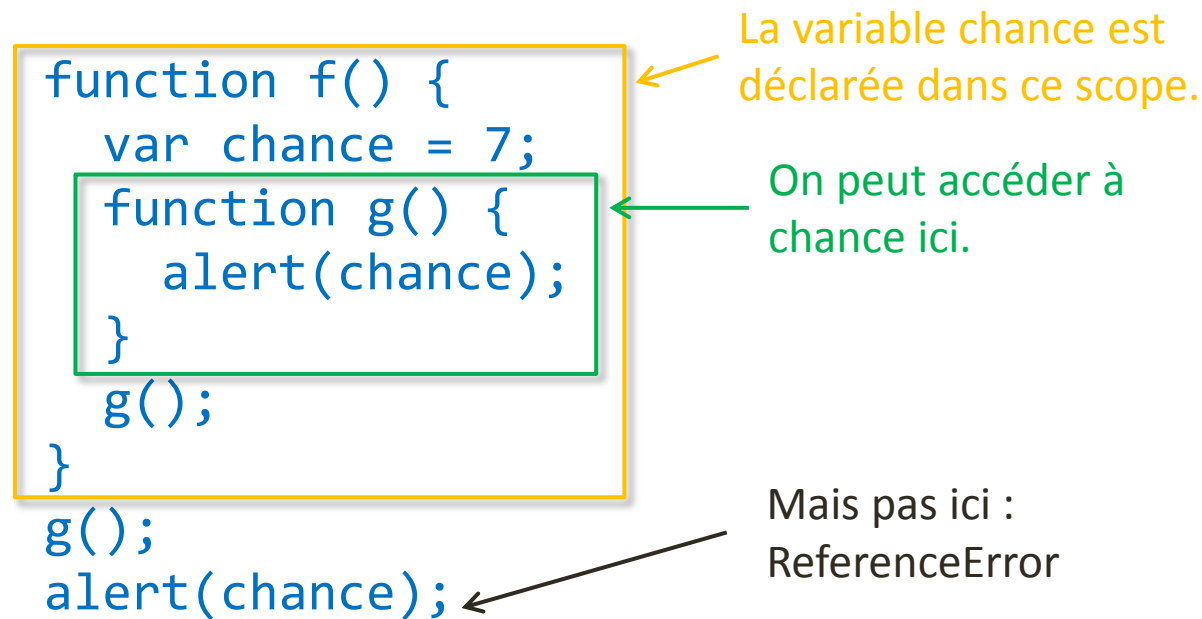 La variable chance est
déclarée dans ce scope.
function f() {
var chance = 7;
function g() {
alert(chance);
}
g();
}
g();
alert(chance);
On peut accéder à
chance ici.
Mais pas ici :
ReferenceError